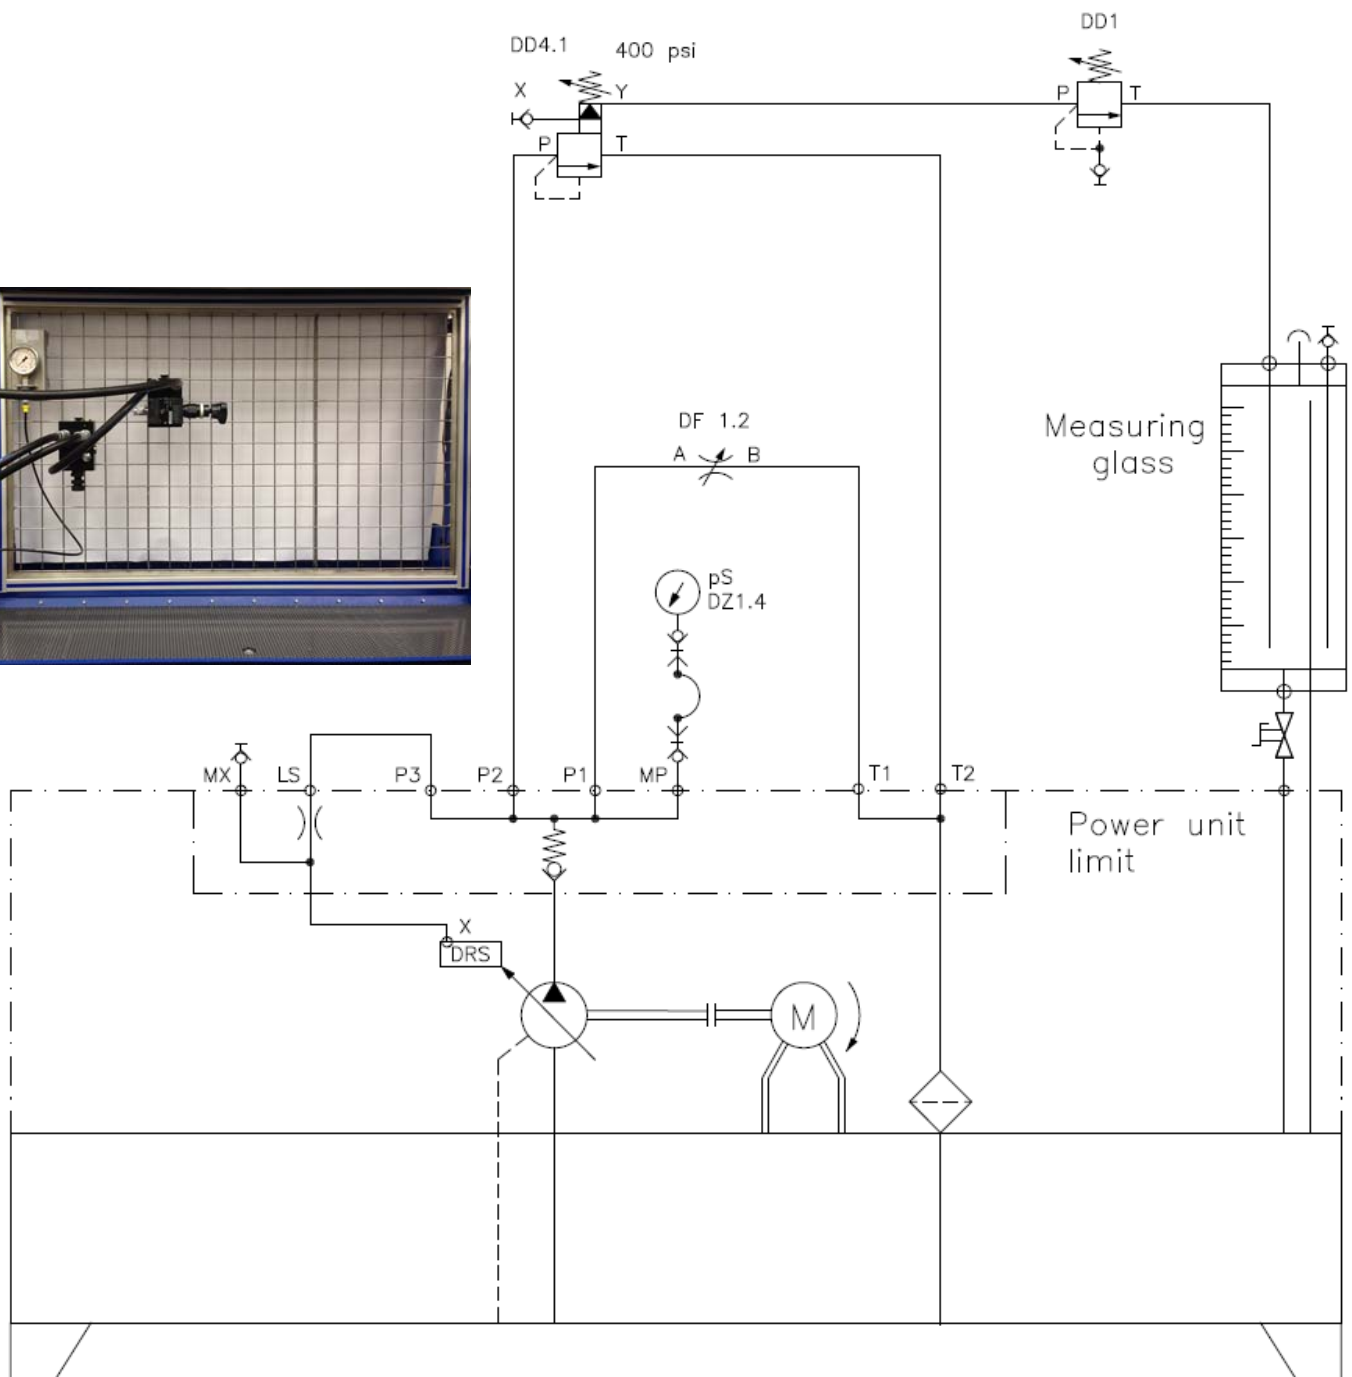 DD1
DD4.1 400 psi
X Y
P T
P T
DF 1.2
A B
Measuring
glass
pS
DZ1.4
MX LS P3 P2 P1 MP T1 T2
Power unit
limit
X
DRS
M